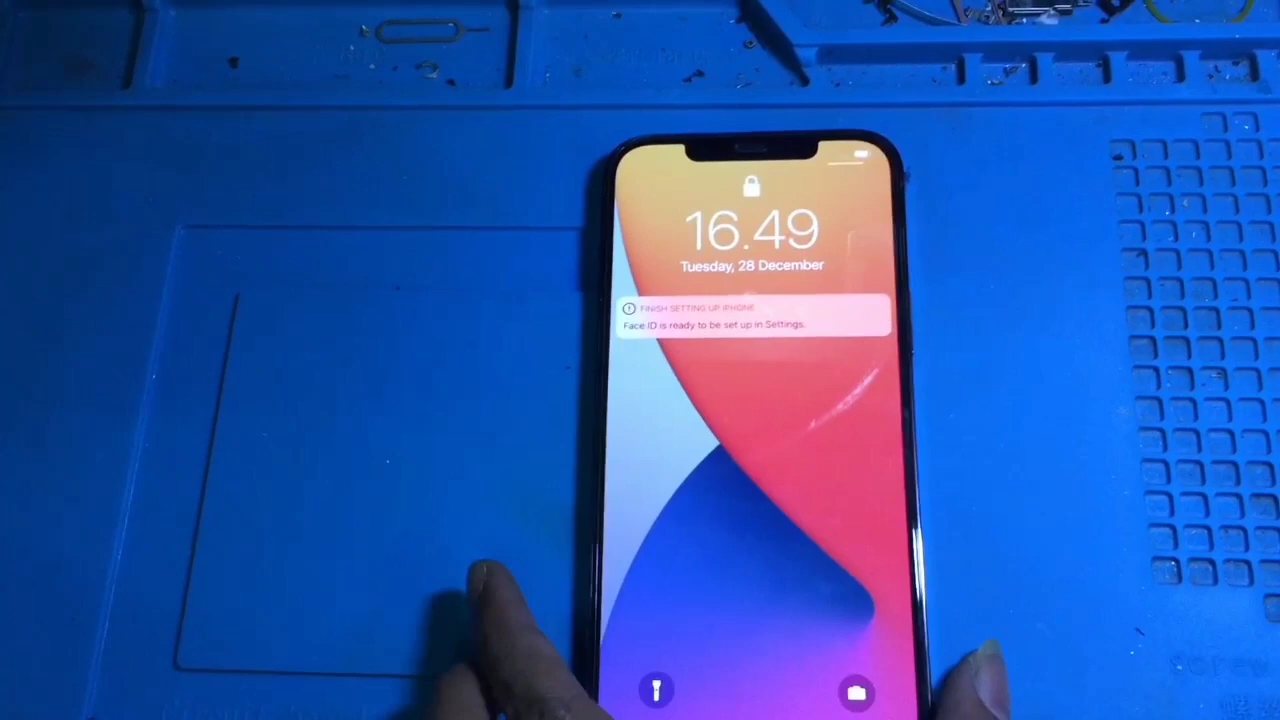 16.49
Tuesday, 28 December
FINISH SETTING UP IPHONE
Face ID is ready to be set up in Settings.
screw